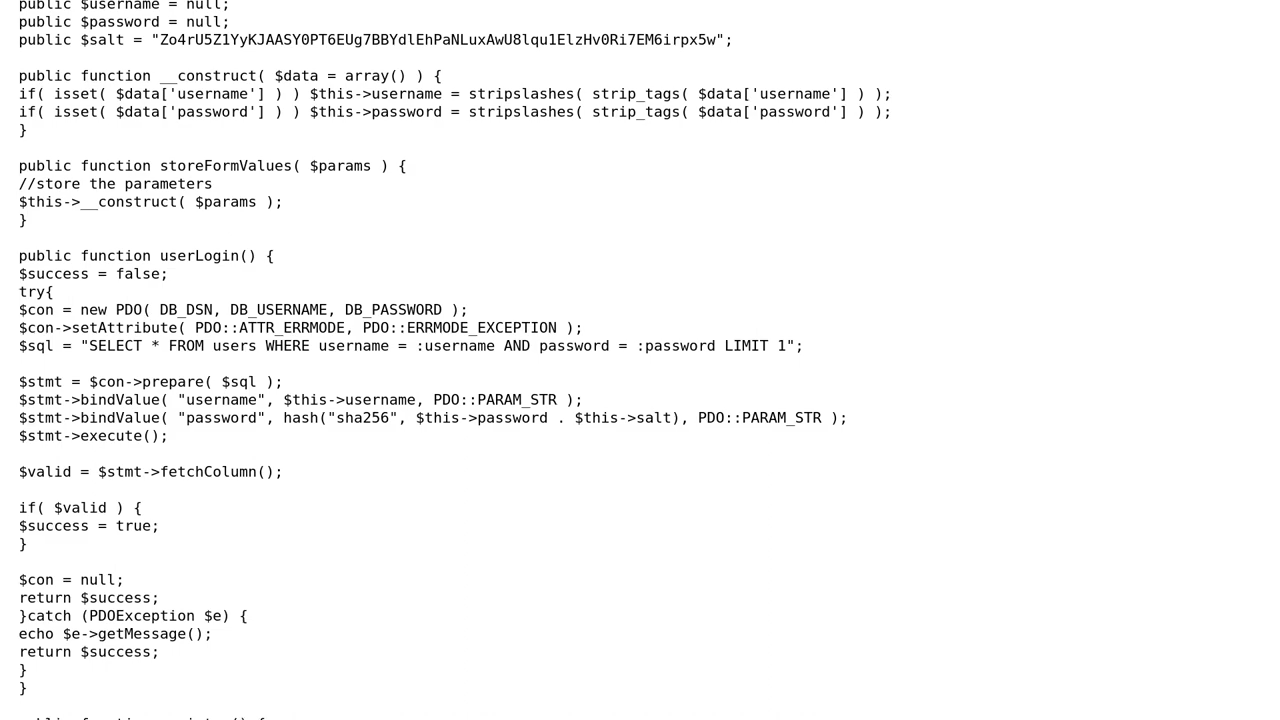 public $username = null;
public $password = null;
public $salt = "Zo4rU5Z1YyKJAASY0PT6EUg7BBYdlEhPaNLuxAwU8lqu1ElzHv0Ri7EM6irpx5w";
public function __construct( $data = array() ) {
if( isset( $data['username'] ) ) $this->username = stripslashes( strip_tags( $data['username'] ) );
if( isset( $data['password'] ) ) $this->password = stripslashes( strip_tags( $data['password'] ) );
}
public function storeFormValues( $params ) {
//store the parameters
$this->__construct( $params );
}
public function userLogin() {
$success = false;
try{
$con = new PDO( DB_DSN, DB_USERNAME, DB_PASSWORD );
$con->setAttribute( PDO::ATTR_ERRMODE, PDO::ERRMODE_EXCEPTION );
$sql = "SELECT * FROM users WHERE username = :username AND password = :password LIMIT 1";
$stmt = $con->prepare( $sql );
$stmt->bindValue( "username", $this->username, PDO::PARAM_STR );
$stmt->bindValue( "password", hash("sha256", $this->password . $this->salt), PDO::PARAM_STR );
$stmt->execute();
$valid = $stmt->fetchColumn();
if( $valid ) {
$success = true;
}
$con = null;
return $success;
}catch (PDOException $e) {
echo $e->getMessage();
return $success;
}
}